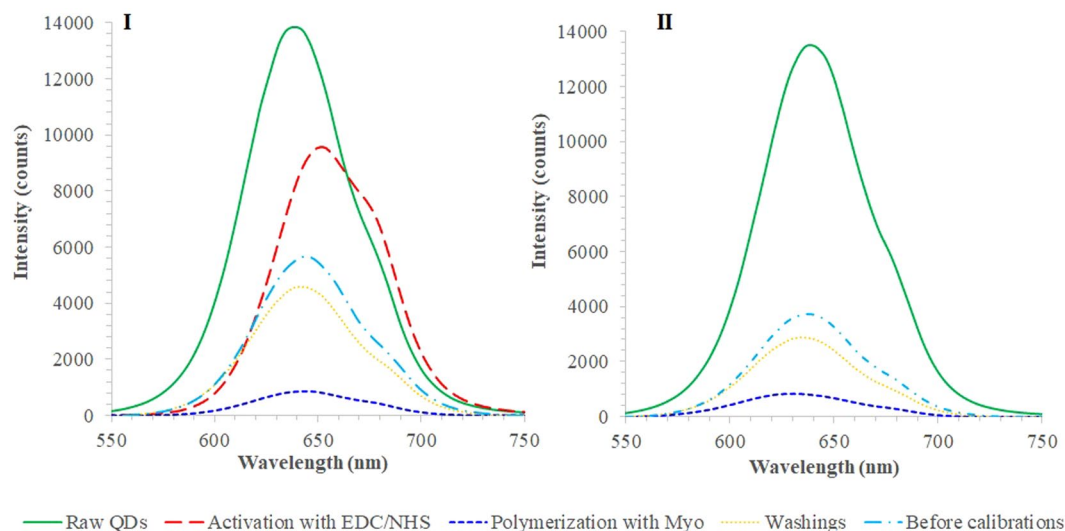 I
14000
12000
10000
8000
6000
4000
2000
0
Intensity (counts)
550 600 650 700 750
Wavelength (nm)
II
14000
12000
10000
8000
6000
4000
2000
0
Intensity (counts)
550 600 650 700 750
Wavelength (nm)
Raw QDs Activation with EDC/NHS Polymerization with Myo Washings Before calibrations